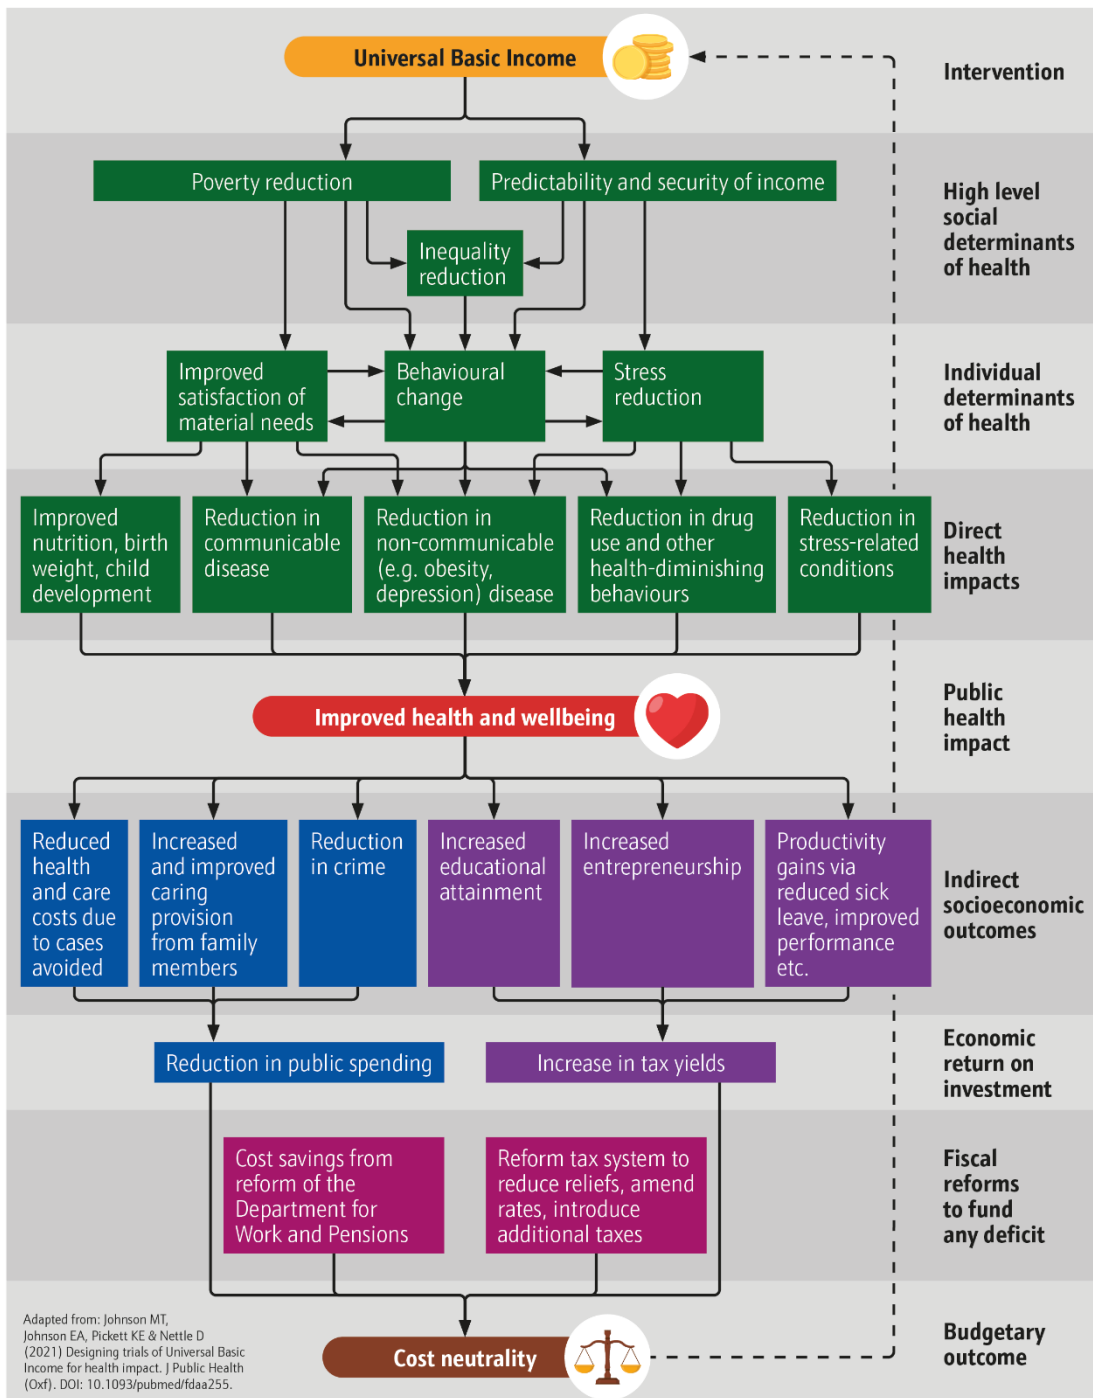 Universal Basic Income
Intervention
Poverty reduction
Predictability and security of income
Inequality
reduction
High level
social
determinants
of health
Improved
satisfaction of
material needs
Behavioural
change
Stress
reduction
Individual
determinants
of health
Improved
nutrition, birth
weight, child
development
Reduction in
communicable
disease
Reduction in
non-communicable
(e.g. obesity,
depression) disease
Reduction in drug
use and other
health-diminishing
behaviours
Reduction in
stress-related
conditions
Direct
health
impacts
Improved health and wellbeing
Public
health
impact
Reduced
health
and care
costs due
to cases
avoided
Increased
and improved
caring
provision
from family
members
Reduction
in crime
Increased
educational
attainment
Increased
entrepreneurship
Productivity
gains via
reduced sick
leave, improved
performance
etc.
Indirect
socioeconomic
outcomes
Reduction in public spending
Increase in tax yields
Economic
return on
investment
Cost savings from
reform of the
Department for
Work and Pensions
Reform tax system to
reduce reliefs, amend
rates, introduce
additional taxes
Fiscal
reforms
to fund
any deficit
Adapted from: Johnson MT,
Johnson EA, Pickett KE & Nettle D
(2021) Designing trials of Universal Basic
Income for health impact. J Public Health
(Oxf). DOI: 10.1093/pubmed/fdaa255.
Cost neutrality
Budgetary
outcome